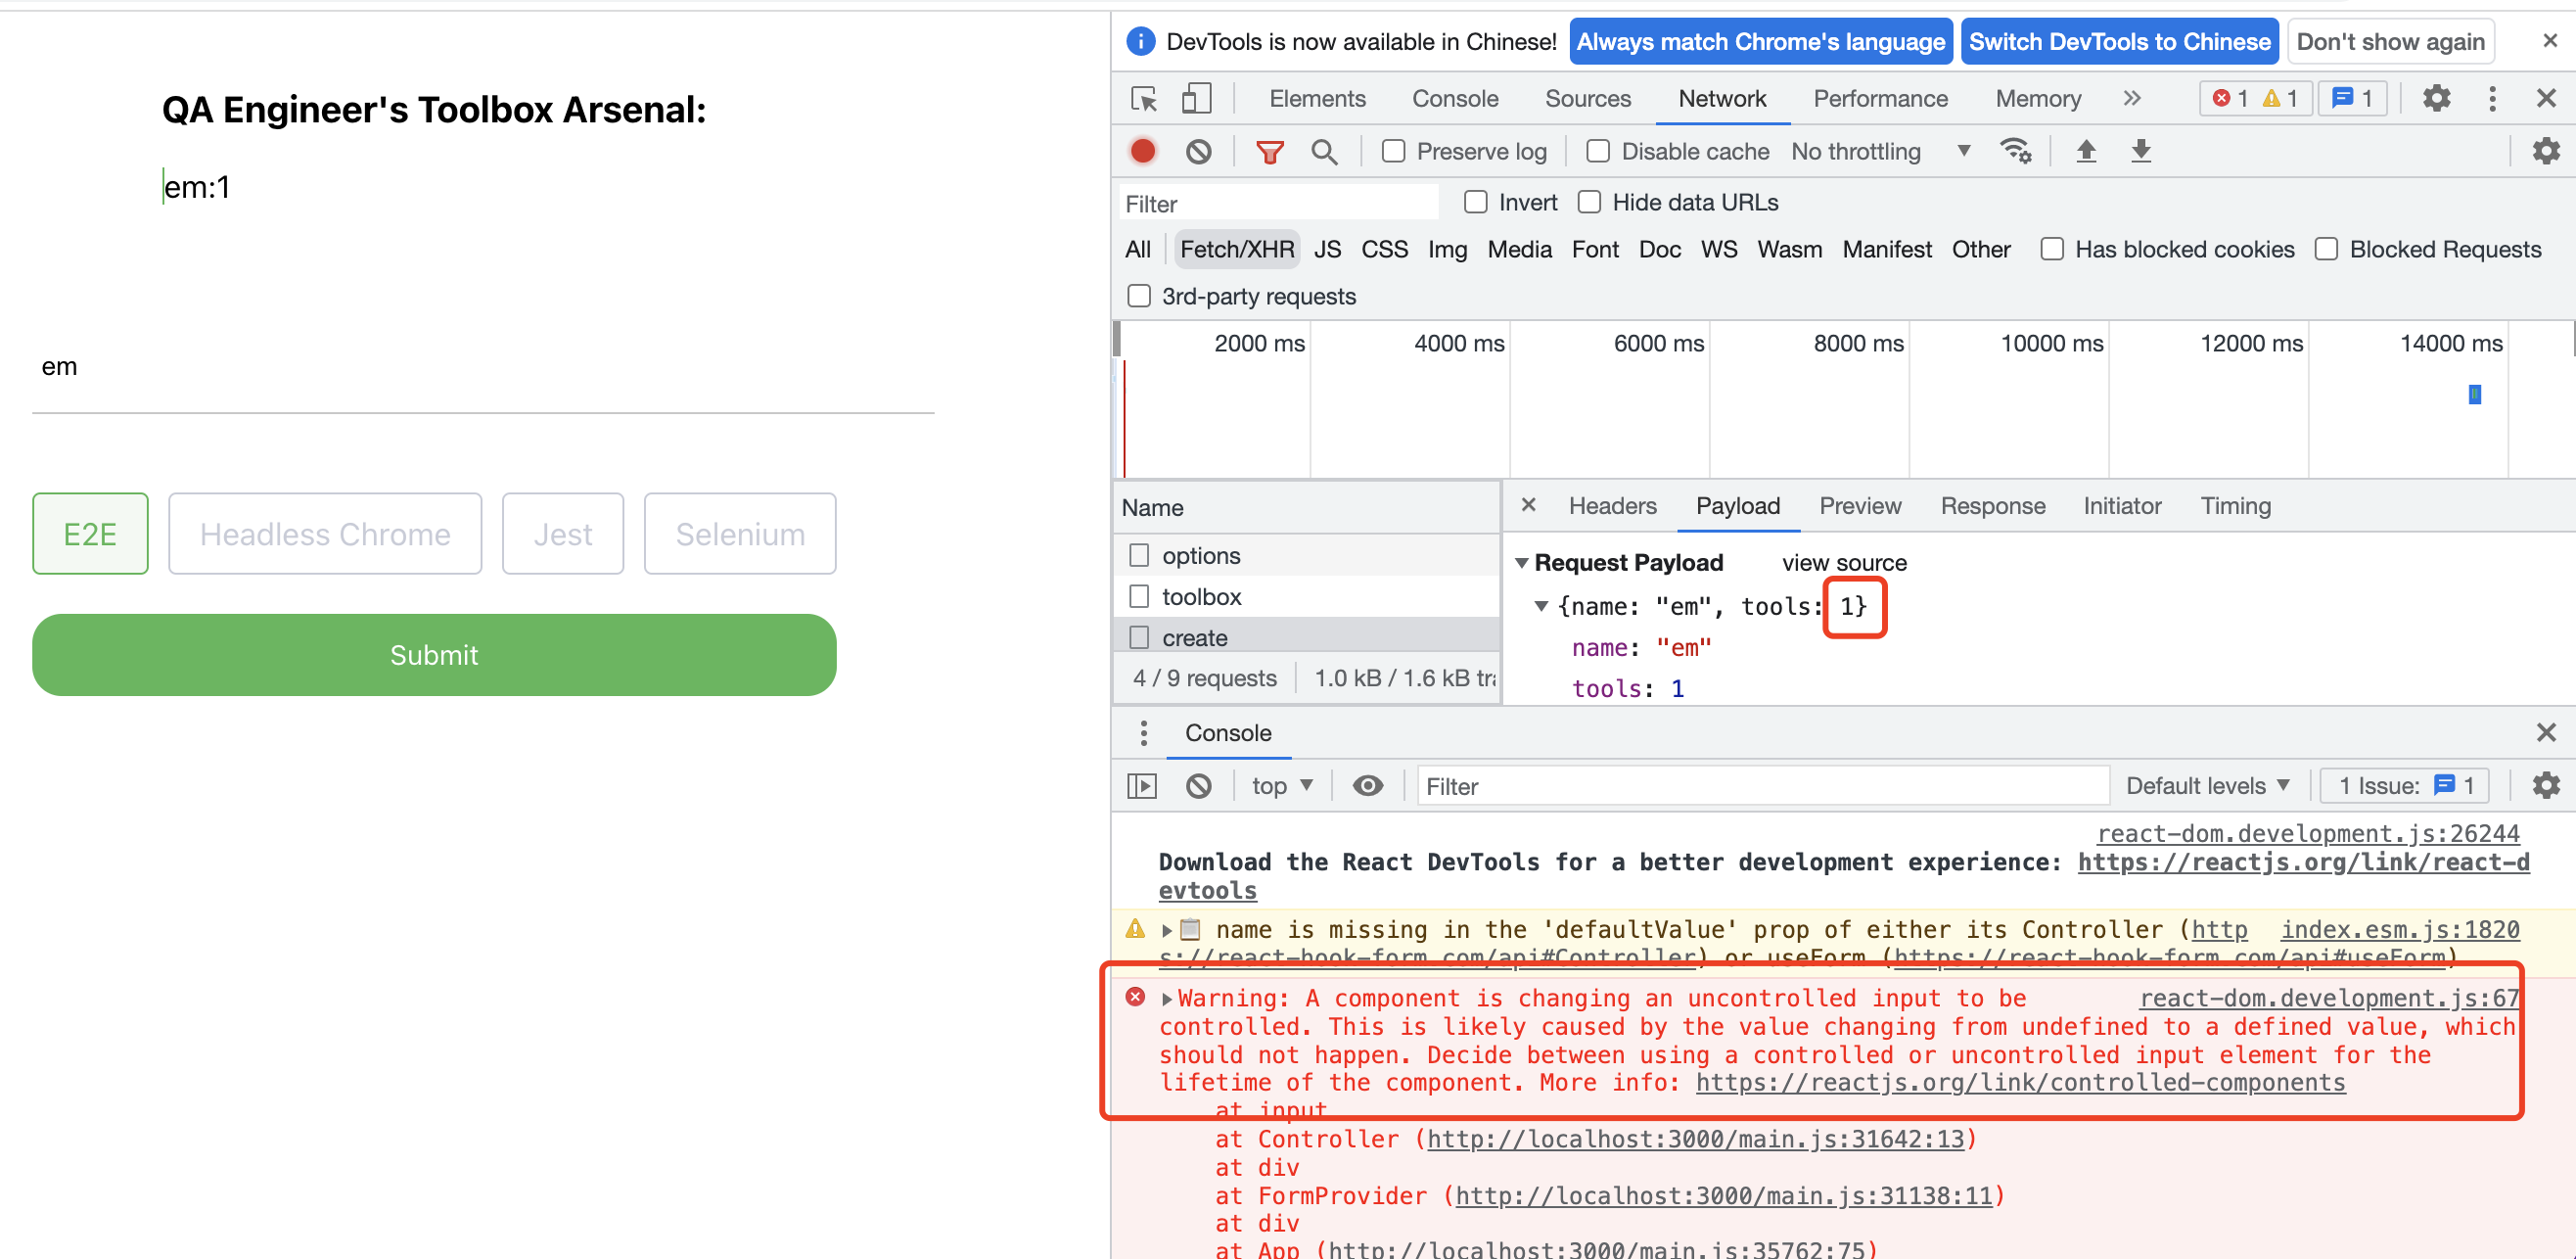 QA Engineer's Toolbox Arsenal:
em:1
em
E2E Headless Chrome Jest Selenium
Submit
DevTools is now available in Chinese! Always match Chrome's language Switch DevTools to Chinese Don't show again
Elements Console Sources Network Performance Memory 1 1 1
Preserve log Disable cache No throttling
Filter Invert Hide data URLs
All Fetch/XHR JS CSS Img Media Font Doc WS Wasm Manifest Other Has blocked cookies Blocked Requests
3rd-party requests
2000 ms 4000 ms 6000 ms 8000 ms 10000 ms 12000 ms 14000 ms
Name
options
toolbox
create
4 / 9 requests 1.0 kB / 1.6 kB tra
Headers Payload Preview Response Initiator Timing
Request Payload view source
{name: "em", tools: 1}
name: "em"
tools: 1
Console
top Filter Default levels 1 Issue: 1
react-dom.development.js:26244
Download the React DevTools for a better development experience: https://reactjs.org/link/react-d
evtools
name is missing in the 'defaultValue' prop of either its Controller (http index.esm.js:1820
s://react-hook-form.com/api#Controller) or useForm (https://react-hook-form.com/api#useForm)
Warning: A component is changing an uncontrolled input to be react-dom.development.js:67
controlled. This is likely caused by the value changing from undefined to a defined value, which
should not happen. Decide between using a controlled or uncontrolled input element for the
lifetime of the component. More info: https://reactjs.org/link/controlled-components
at input
at Controller (http://localhost:3000/main.js:31642:13)
at div
at FormProvider (http://localhost:3000/main.js:31138:11)
at div
at App (http://localhost:3000/main.js:35762:75)